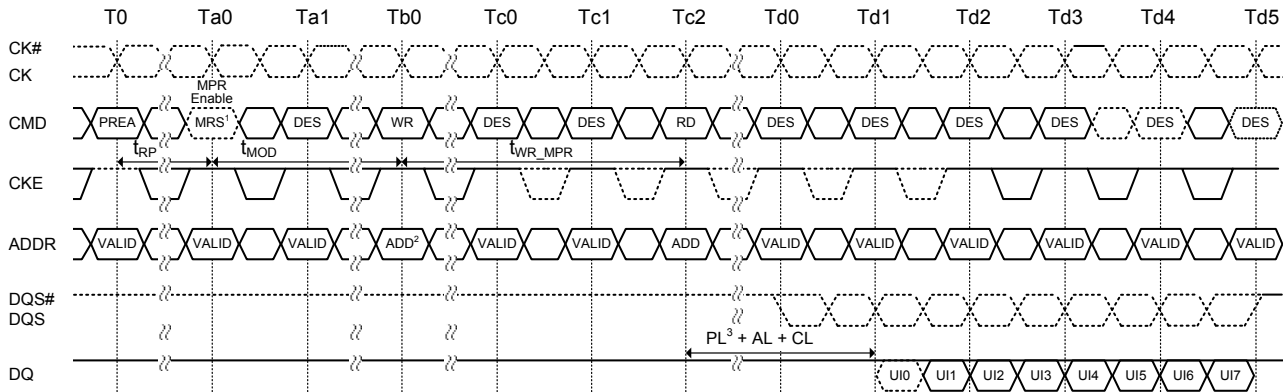 T0 Ta0 Ta1 Tb0 Tc0 Tc1 Tc2 Td0 Td1 Td2 Td3 Td4 Td5
CK#
CK
MPR
Enable
CMD PREA MRS¹ DES WR DES DES RD DES DES DES DES DES DES
tRP tMOD tWR_MPR
CKE
ADDR VALID VALID VALID ADD² VALID VALID ADD VALID VALID VALID VALID VALID VALID
DQS#
DQS
PL³ + AL + CL
DQ UI0 UI1 UI2 UI3 UI4 UI5 UI6 UI7